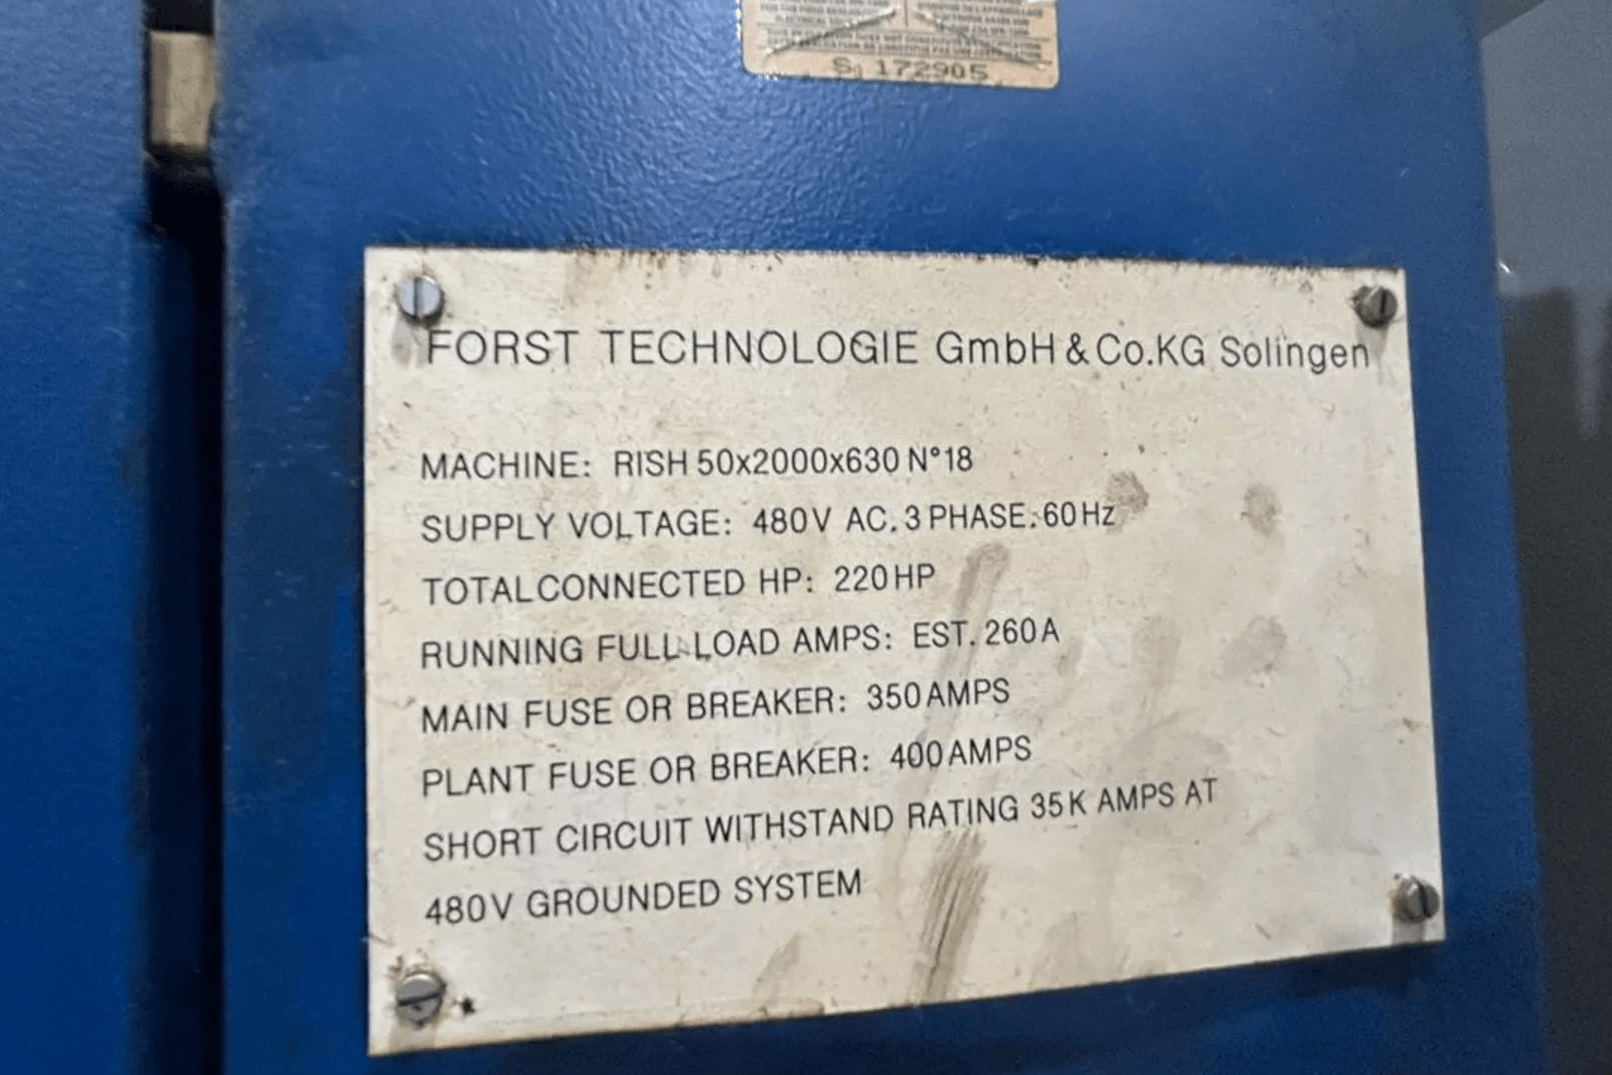 S 172905
FORST TECHNOLOGIE GmbH & Co.KG Solingen
MACHINE: RISH 50x2000x630 N°18
SUPPLY VOLTAGE: 480V AC. 3 PHASE. 60Hz
TOTALCONNECTED HP: 220HP
RUNNING FULL LOAD AMPS: EST. 260A
MAIN FUSE OR BREAKER: 350AMPS
PLANT FUSE OR BREAKER: 400AMPS
SHORT CIRCUIT WITHSTAND RATING 35K AMPS AT
480V GROUNDED SYSTEM